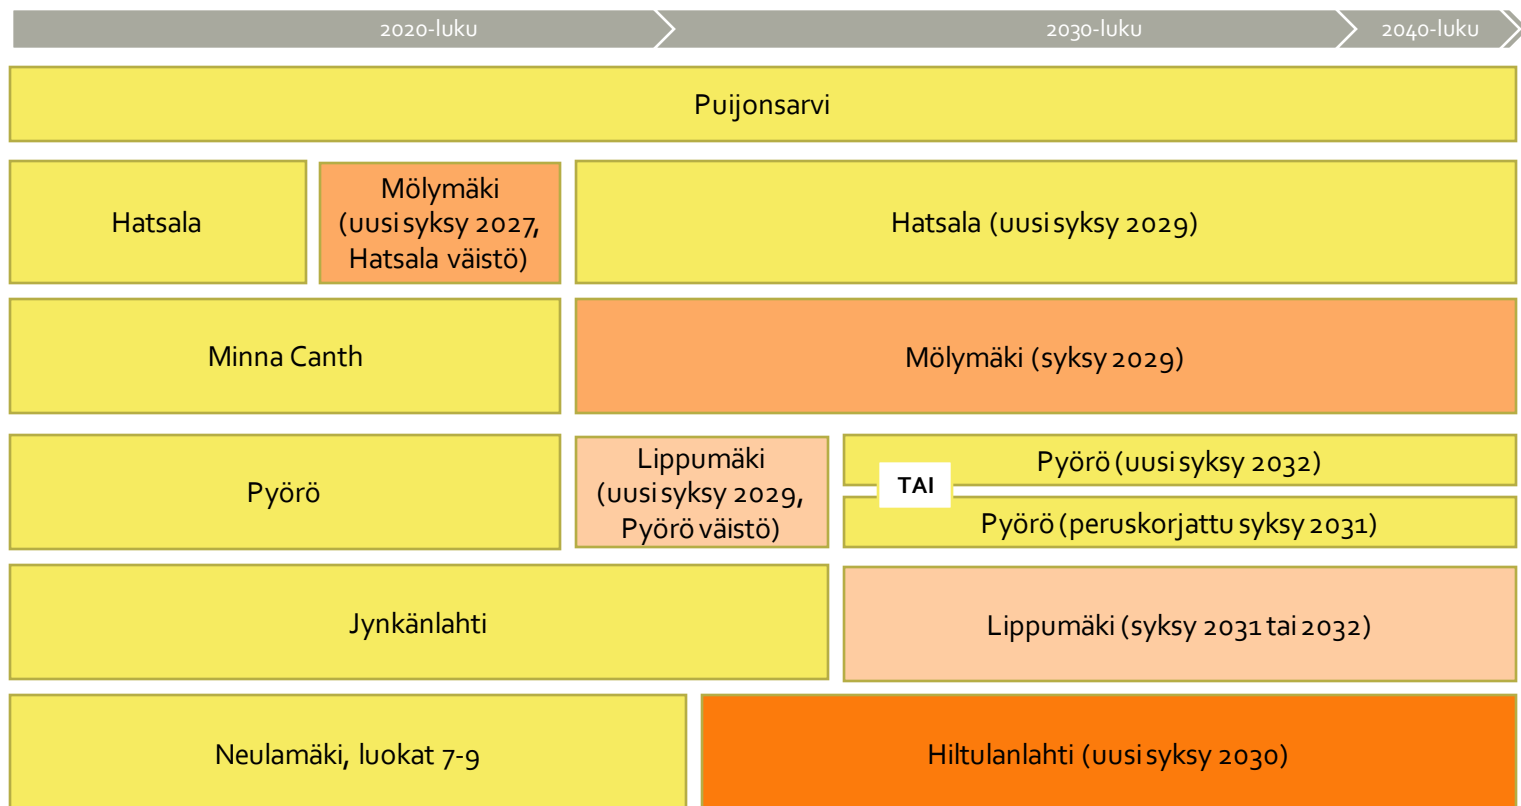 2020-luku
2030-luku
2040-luku
Puijonsarvi
Hatsala
Mölymäki
(uusi syksy 2027,
Hatsala väistö)
Hatsala (uusi syksy 2029)
Minna Canth
Mölymäki (syksy 2029)
Pyörö
Lippumäki
(uusi syksy 2029,
Pyörö väistö)
Pyörö (uusi syksy 2032)
TAI
Pyörö (peruskorjattu syksy 2031)
Jynkänlahti
Lippumäki (syksy 2031 tai 2032)
Neulamäki, luokat 7-9
Hiltulanlahti (uusi syksy 2030)